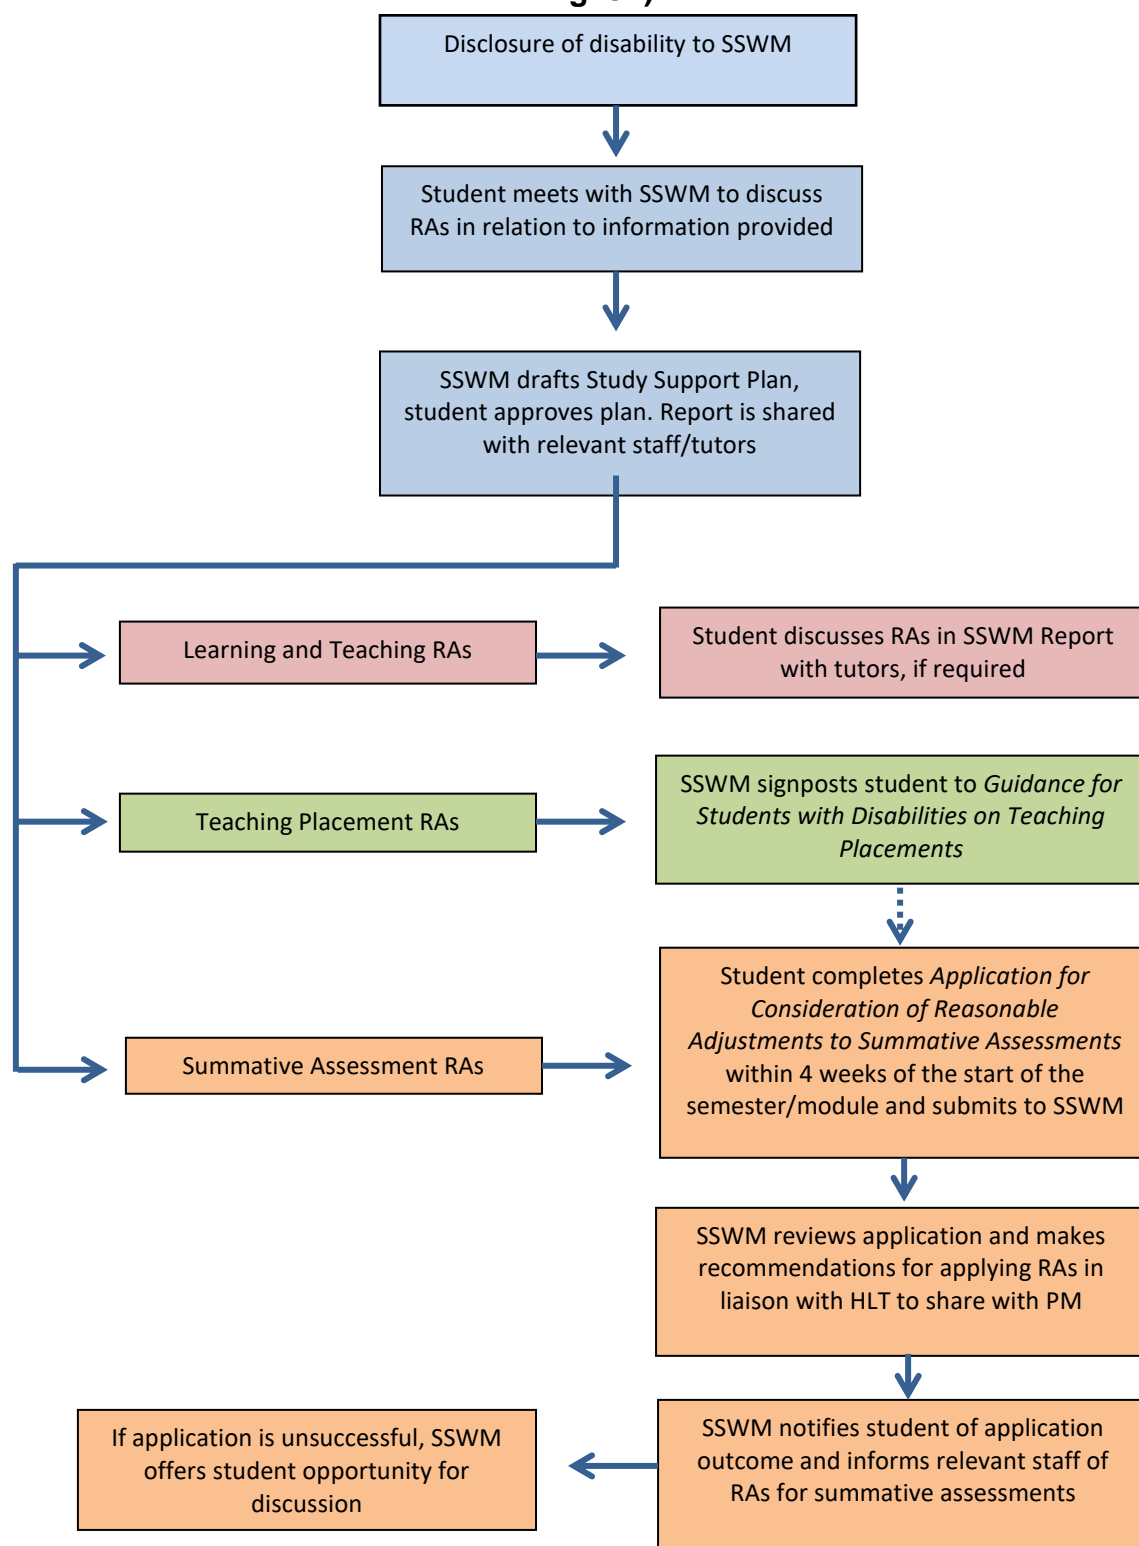 Disclosure of disability to SSWM
Student meets with SSWM to discuss
RAs in relation to information provided
SSWM drafts Study Support Plan,
student approves plan. Report is shared
with relevant staff/tutors
Learning and Teaching RAs
Student discusses RAs in SSWM Report
with tutors, if required
Teaching Placement RAs
SSWM signposts student to Guidance for
Students with Disabilities on Teaching
Placements
Summative Assessment RAs
Student completes Application for
Consideration of Reasonable
Adjustments to Summative Assessments
within 4 weeks of the start of the
semester/module and submits to SSWM
SSWM reviews application and makes
recommendations for applying RAs in
liaison with HLT to share with PM
SSWM notifies student of application
outcome and informs relevant staff of
RAs for summative assessments
If application is unsuccessful, SSWM
offers student opportunity for
discussion